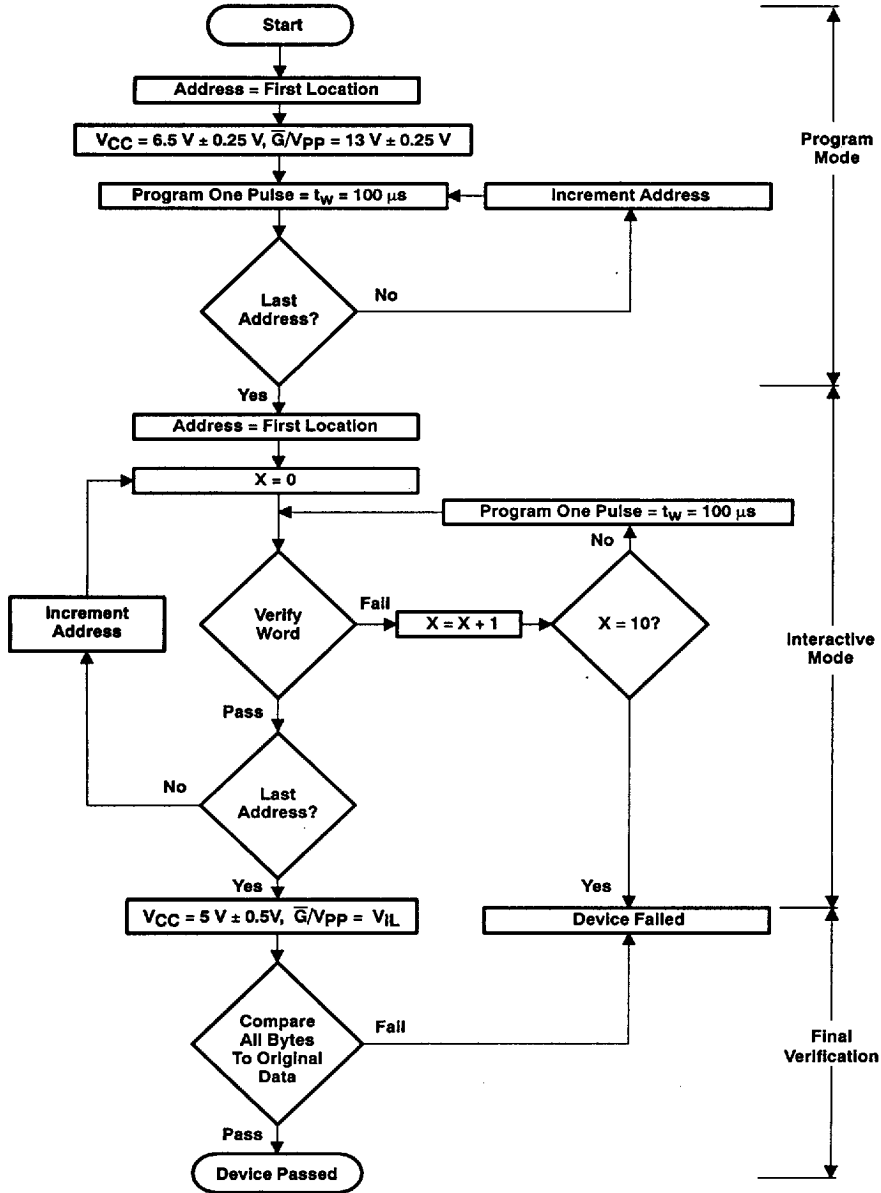 Start
Address = First Location
VCC = 6.5 V ± 0.25 V, G̅/VPP = 13 V ± 0.25 V
Program
Mode
Program One Pulse = tw = 100 µs
Increment Address
Last
Address?
No
Yes
Address = First Location
X = 0
Program One Pulse = tw = 100 µs
No
Increment
Address
Verify
Word
Fail
X = X + 1
X = 10?
Interactive
Mode
Pass
No
Last
Address?
Yes
Yes
VCC = 5 V ± 0.5V, G̅/VPP = VIL
Device Failed
Compare
All Bytes
To Original
Data
Fail
Final
Verification
Pass
Device Passed